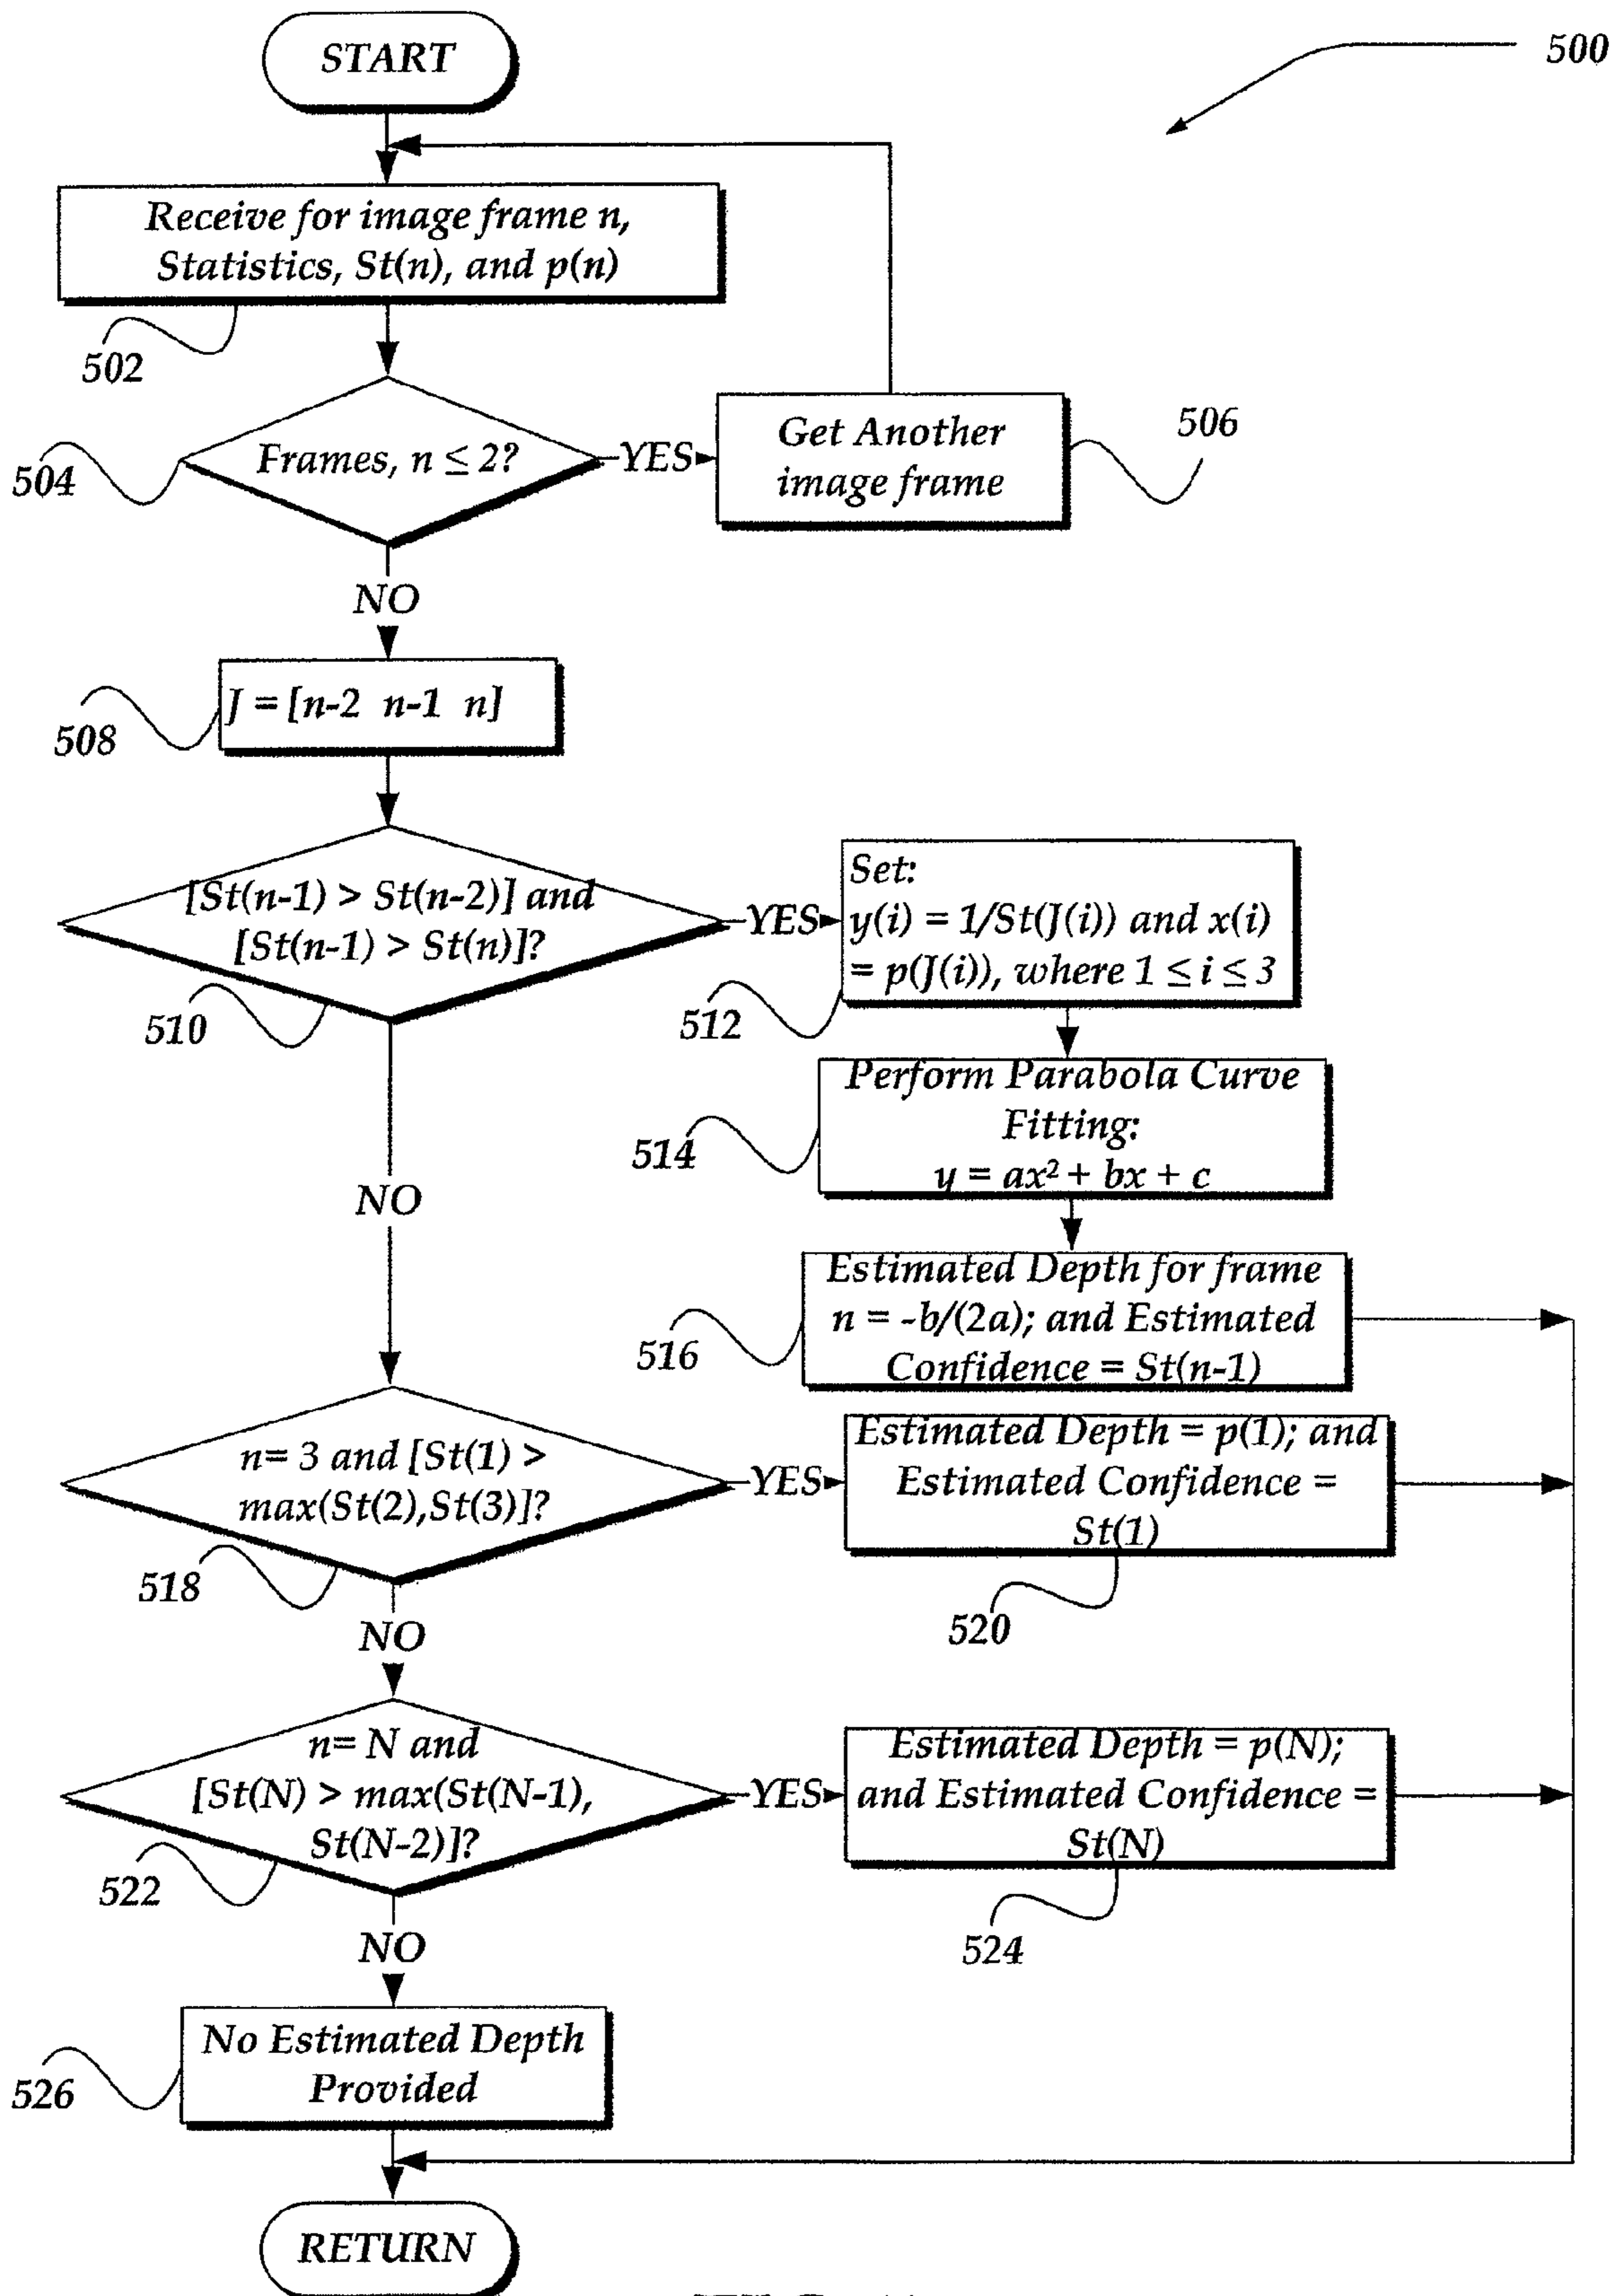 START
500
Receive for image frame n,
Statistics, St(n), and p(n)
502
Frames, n ≤ 2?
YES
Get Another
image frame
506
504
NO
J = [n-2 n-1 n]
508
[St(n-1) > St(n-2)] and
[St(n-1) > St(n)]?
510
YES
Set:
y(i) = 1/St(J(i)) and x(i)
= p(J(i)), where 1 ≤ i ≤ 3
512
Perform Parabola Curve
Fitting:
y = ax² + bx + c
514
NO
Estimated Depth for frame
n = -b/(2a); and Estimated
Confidence = St(n-1)
516
n= 3 and [St(1) >
max(St(2),St(3)]?
518
YES
Estimated Depth = p(1); and
Estimated Confidence =
St(1)
520
NO
n= N and
[St(N) > max(St(N-1),
St(N-2)]?
522
YES
Estimated Depth = p(N);
and Estimated Confidence =
St(N)
524
NO
No Estimated Depth
Provided
526
RETURN